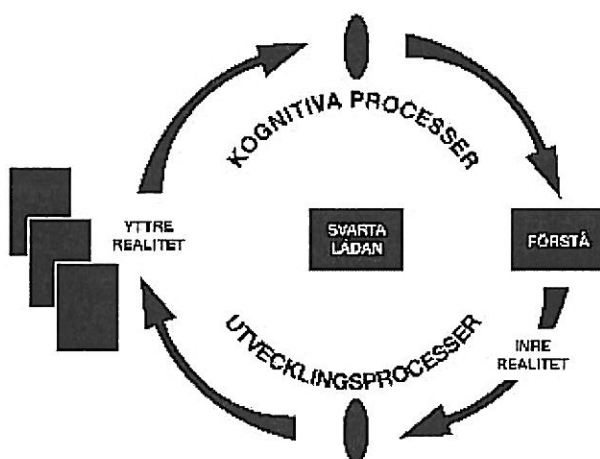 KOGNITIVA PROCESSER
YTTRE
REALITET
SVARTA
LÅDAN
FÖRSTÅ
UTVECKLINGSPROCESSER
INRE
REALITET